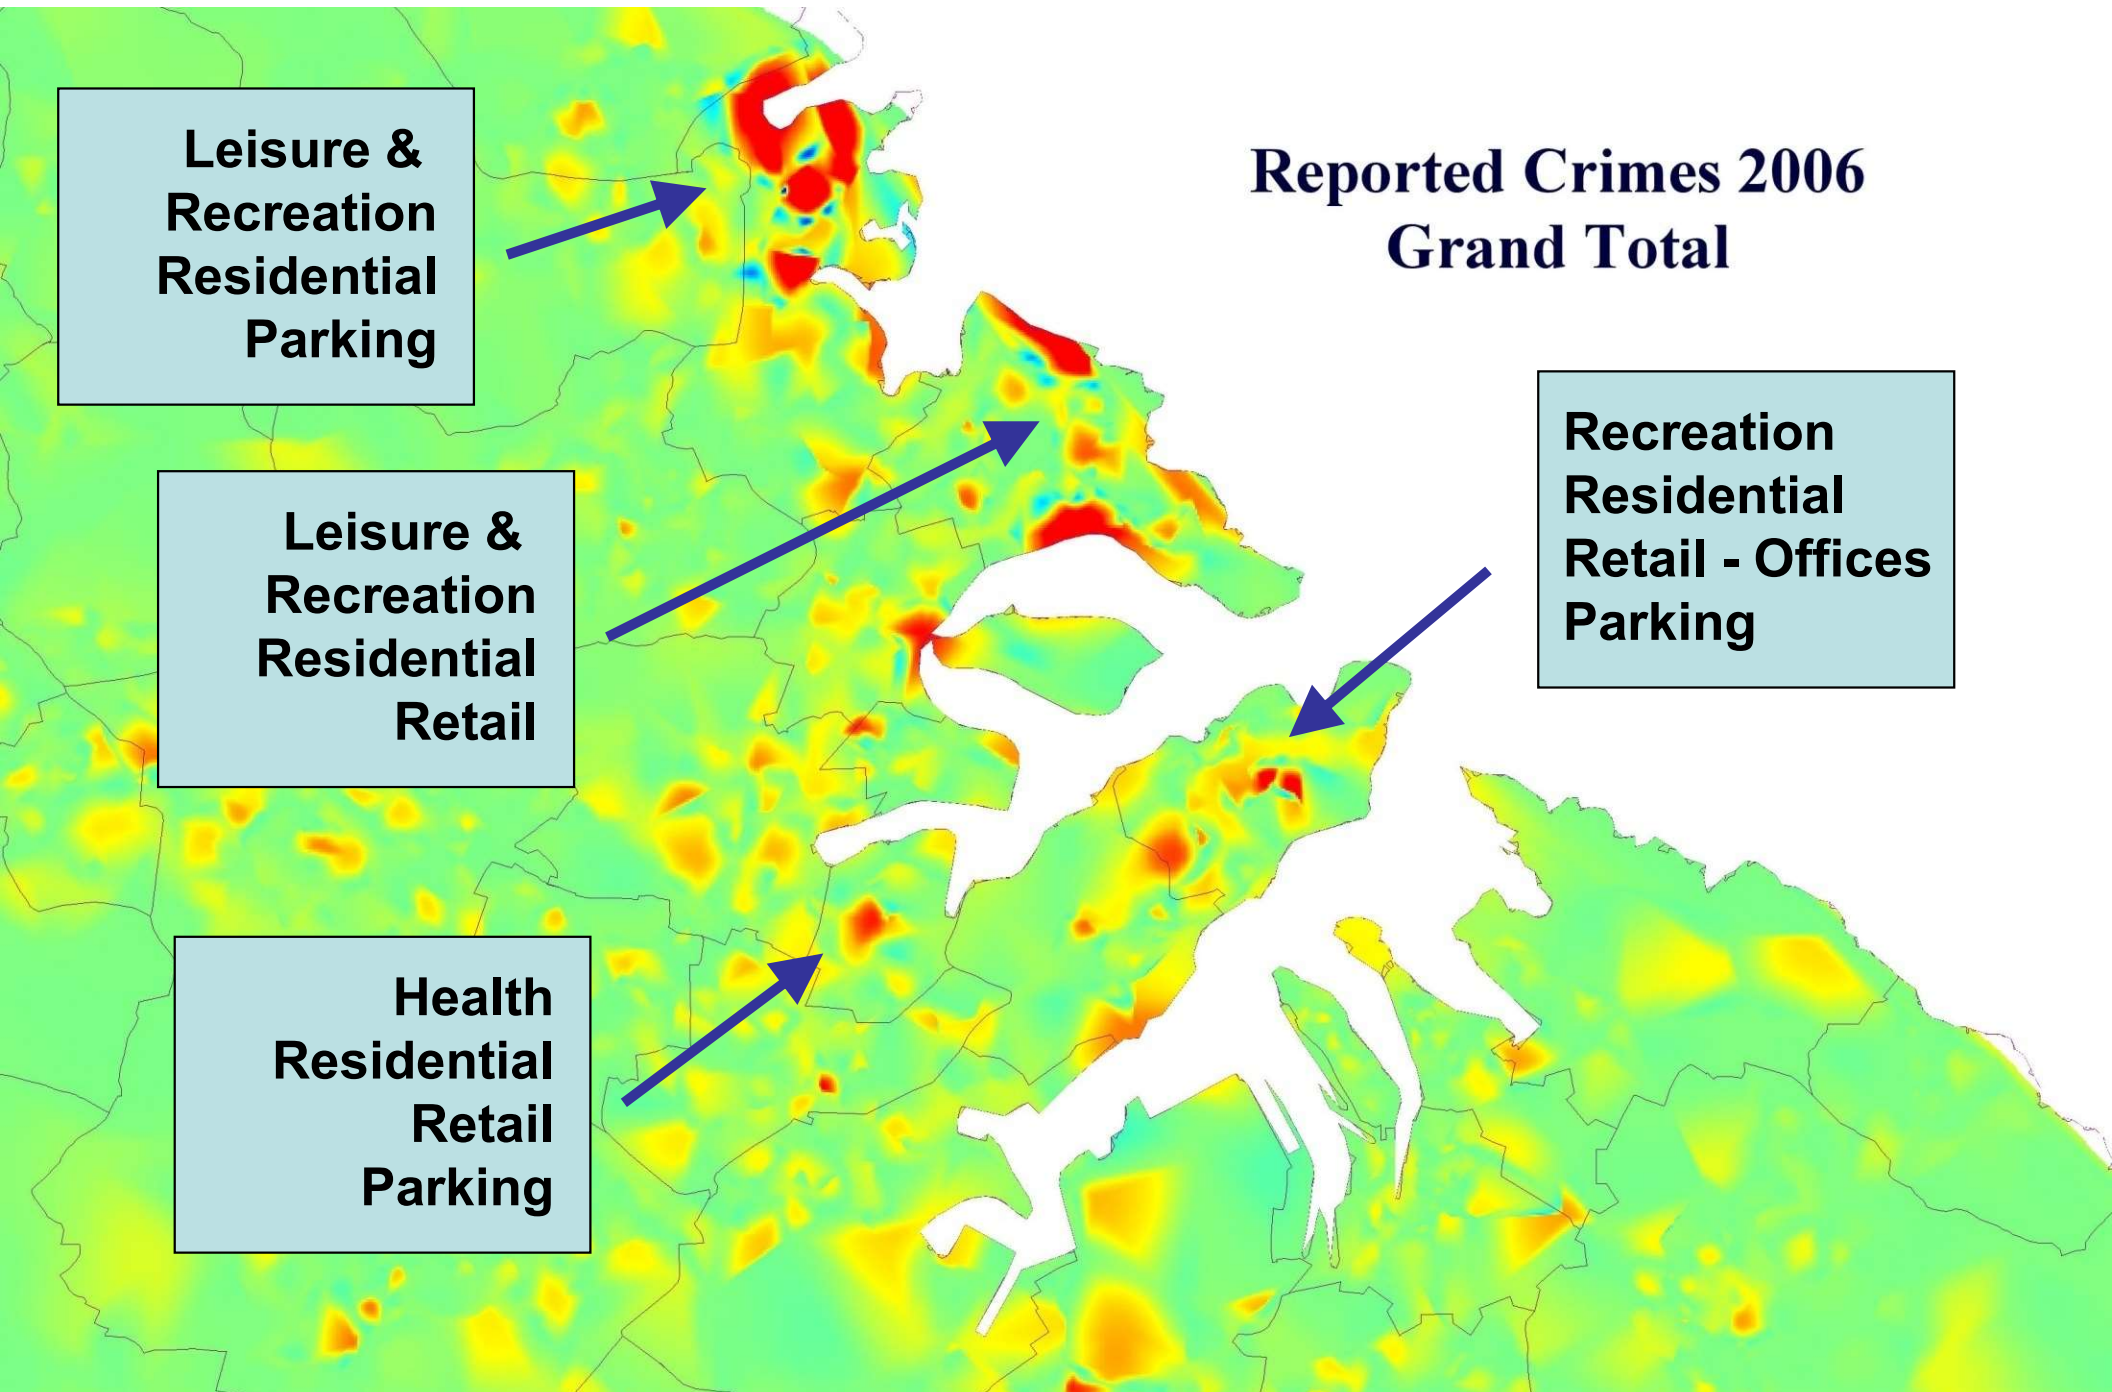 Reported Crimes 2006
Grand Total
Leisure &
Recreation
Residential
Parking
Leisure &
Recreation
Residential
Retail
Health
Residential
Retail
Parking
Recreation
Residential
Retail - Offices
Parking